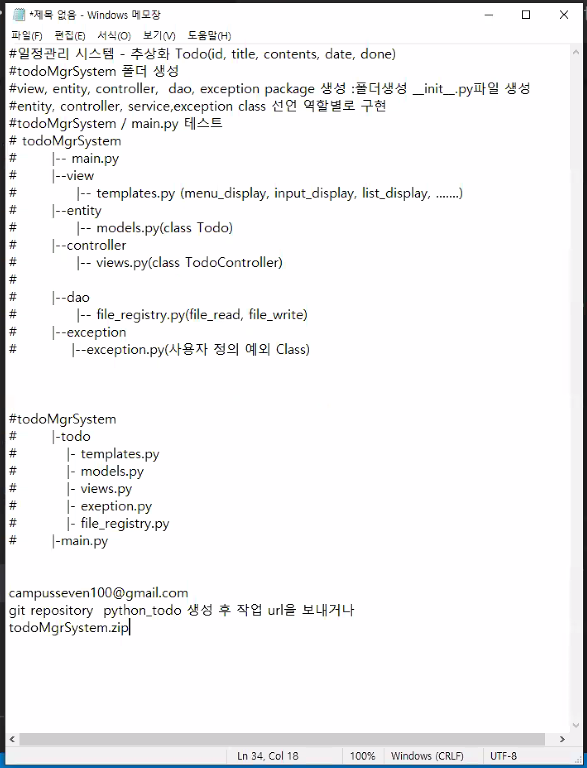 *제목 없음 - Windows 메모장
파일(F) 편집(E) 서식(O) 보기(V) 도움말(H)
#일정관리 시스템 - 추상화 Todo(id, title, contents, date, done)
#todoMgrSystem 폴더 생성
#view, entity, controller,  dao, exception package 생성 :폴더생성 __init__.py파일 생성
#entity, controller, service,exception class 선언 역할별로 구현
#todoMgrSystem / main.py 테스트
# todoMgrSystem
#        |-- main.py
#        |--view
#              |-- templates.py (menu_display, input_display, list_display, .......)
#        |--entity
#              |-- models.py(class Todo)
#        |--controller
#              |-- views.py(class TodoController)
#
#        |--dao
#              |-- file_registry.py(file_read, file_write)
#        |--exception
#             |--exception.py(사용자 정의 예외 Class)
#todoMgrSystem
#        |-todo
#            |- templates.py
#            |- models.py
#            |- views.py
#            |- exeption.py
#            |- file_registry.py
#        |-main.py
campusseven100@gmail.com
git repository  python_todo 생성 후 작업 url을 보내거나
todoMgrSystem.zip
Ln 34, Col 18 100% Windows (CRLF) UTF-8